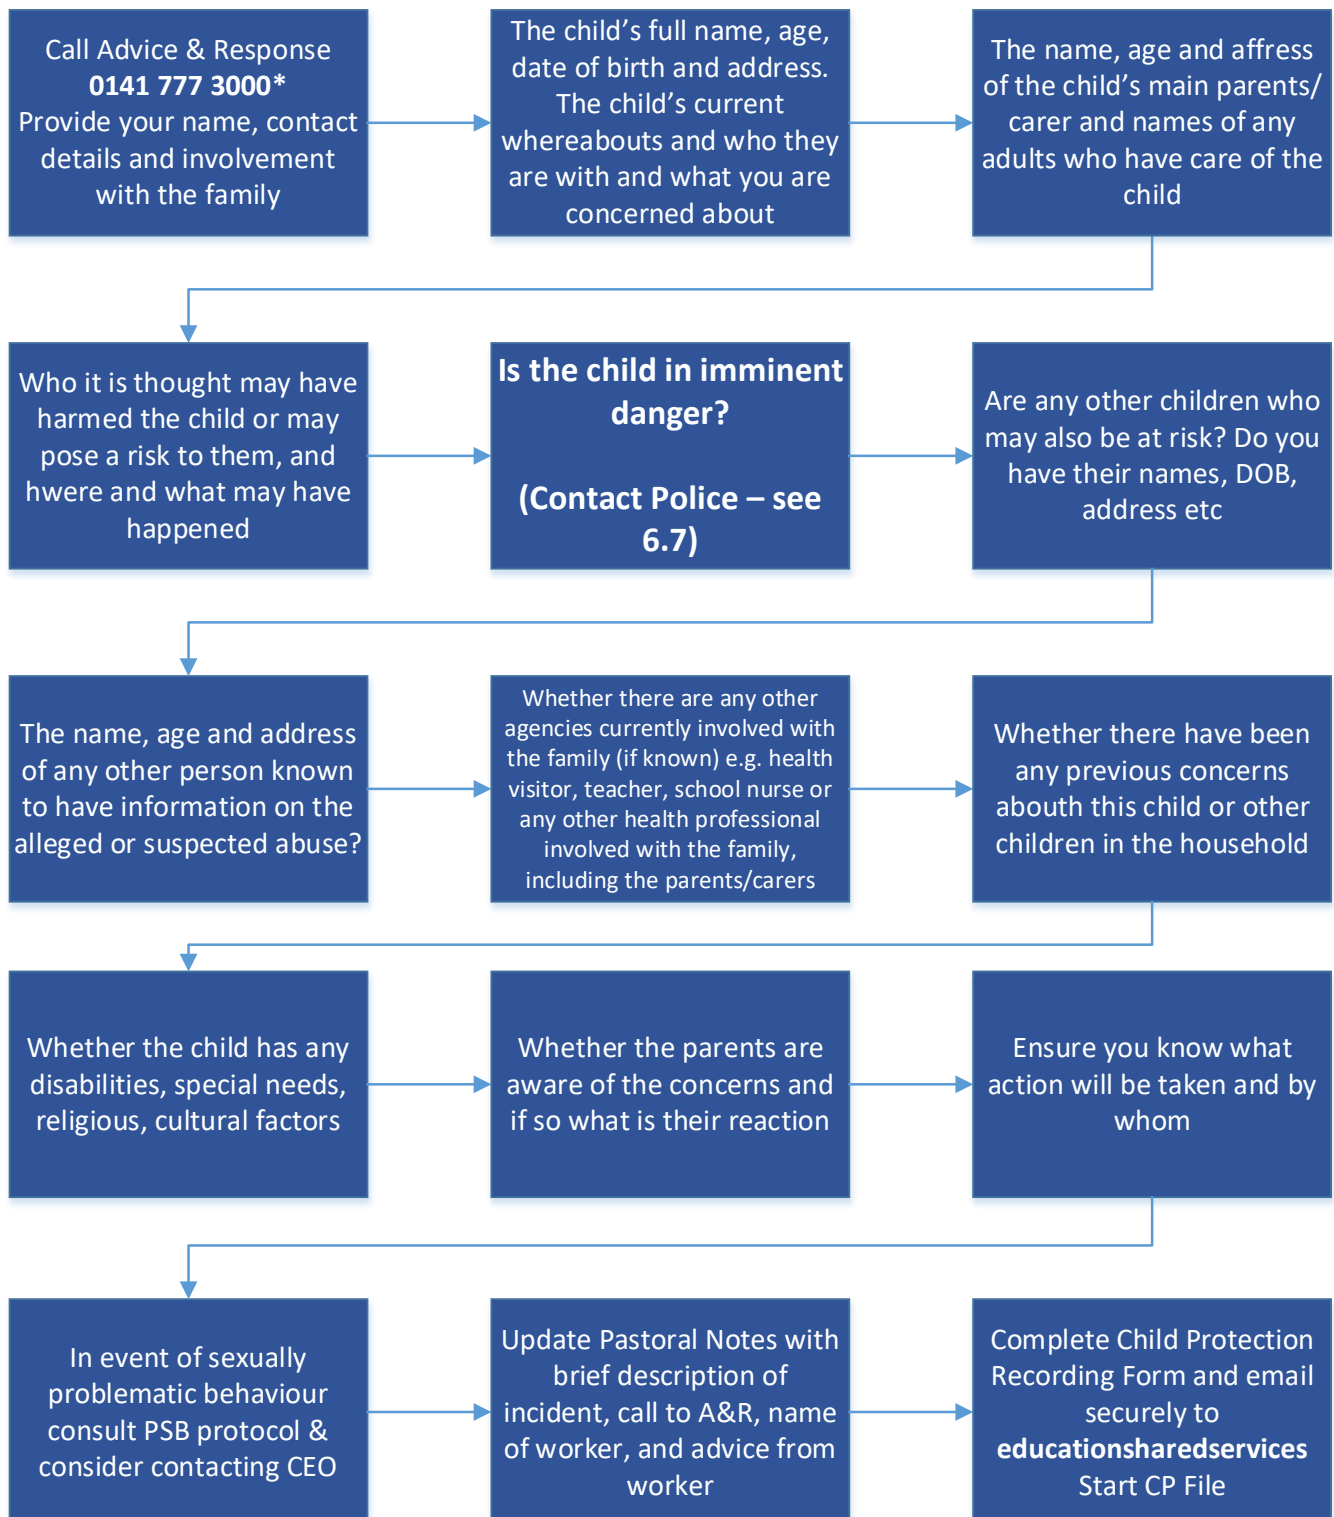 Call Advice & Response
0141 777 3000*
Provide your name, contact
details and involvement
with the family
The child’s full name, age,
date of birth and address.
The child’s current
whereabouts and who they
are with and what you are
concerned about
The name, age and affress
of the child’s main parents/
carer and names of any
adults who have care of the
child
Who it is thought may have
harmed the child or may
pose a risk to them, and
hwere and what may have
happened
Is the child in imminent
danger?
(Contact Police – see
6.7)
Are any other children who
may also be at risk? Do you
have their names, DOB,
address etc
The name, age and address
of any other person known
to have information on the
alleged or suspected abuse?
Whether there are any other
agencies currently involved with
the family (if known) e.g. health
visitor, teacher, school nurse or
any other health professional
involved with the family,
including the parents/carers
Whether there have been
any previous concerns
abouth this child or other
children in the household
Whether the child has any
disabilities, special needs,
religious, cultural factors
Whether the parents are
aware of the concerns and
if so what is their reaction
Ensure you know what
action will be taken and by
whom
In event of sexually
problematic behaviour
consult PSB protocol &
consider contacting CEO
Update Pastoral Notes with
brief description of
incident, call to A&R, name
of worker, and advice from
worker
Complete Child Protection
Recording Form and email
securely to
educationsharedservices
Start CP File